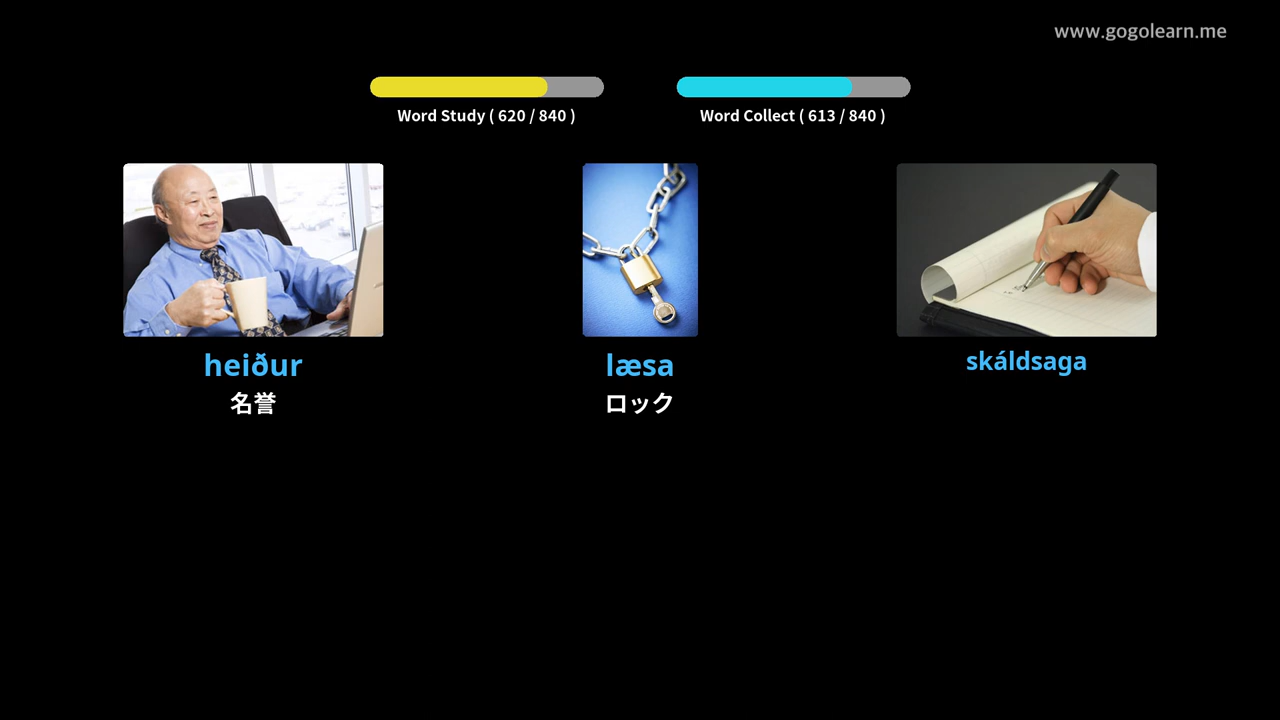 www.gogolearn.me
Word Study ( 620 / 840 )
Word Collect ( 613 / 840 )
heiður
名誉
læsa
ロック
skáldsaga